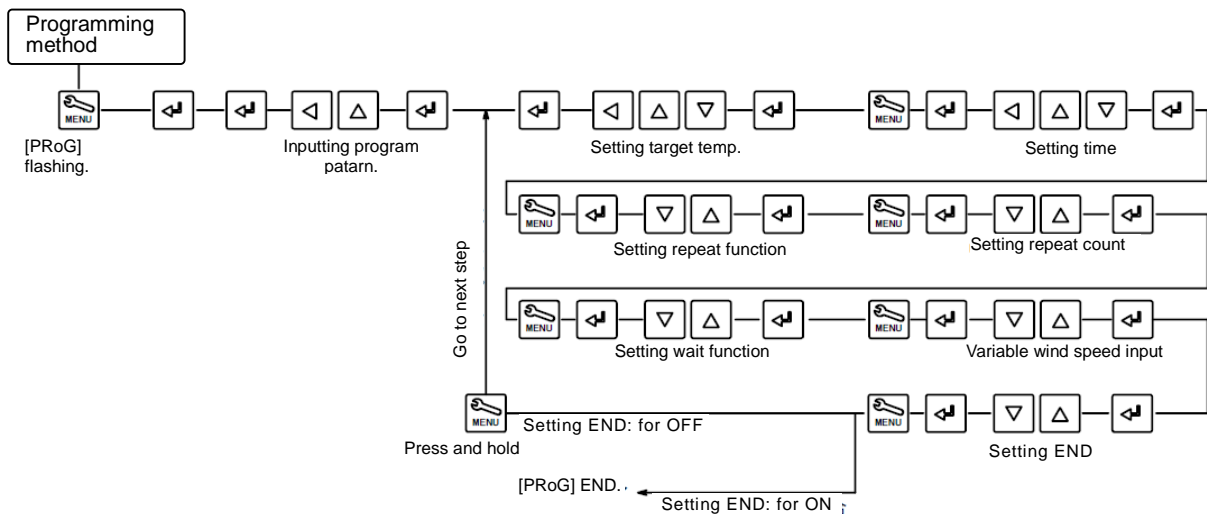 Programming
method
MENU
[PRoG]
flashing.
Inputting program
patarn.
Setting target temp.
MENU
Setting time
MENU
Setting repeat function
MENU
Setting repeat count
Go to next step
MENU
Setting wait function
MENU
Variable wind speed input
MENU
Press and hold
Setting END: for OFF
MENU
Setting END
[PRoG] END.
Setting END: for ON